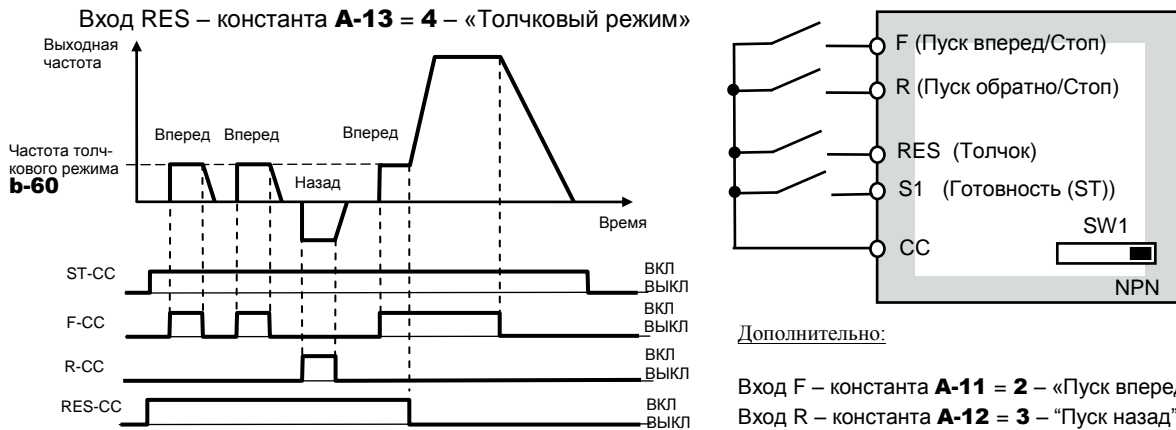 Вход RES – константа A-13 = 4 – «Толчковый режим»
Выходная
частота
Вперед Вперед Вперед
Частота толч-
кового режима
b-60
Назад
Время
ST-CC
ВКЛ
ВЫКЛ
F-CC
ВКЛ
ВЫКЛ
R-CC
ВКЛ
ВЫКЛ
RES-CC
ВКЛ
ВЫКЛ
F (Пуск вперед/Стоп)
R (Пуск обратно/Стоп)
RES (Толчок)
S1 (Готовность (ST))
SW1
CC
NPN
Дополнительно:
Вход F – константа A-11 = 2 – «Пуск вперед
Вход R – константа A-12 = 3 – “Пуск назад”